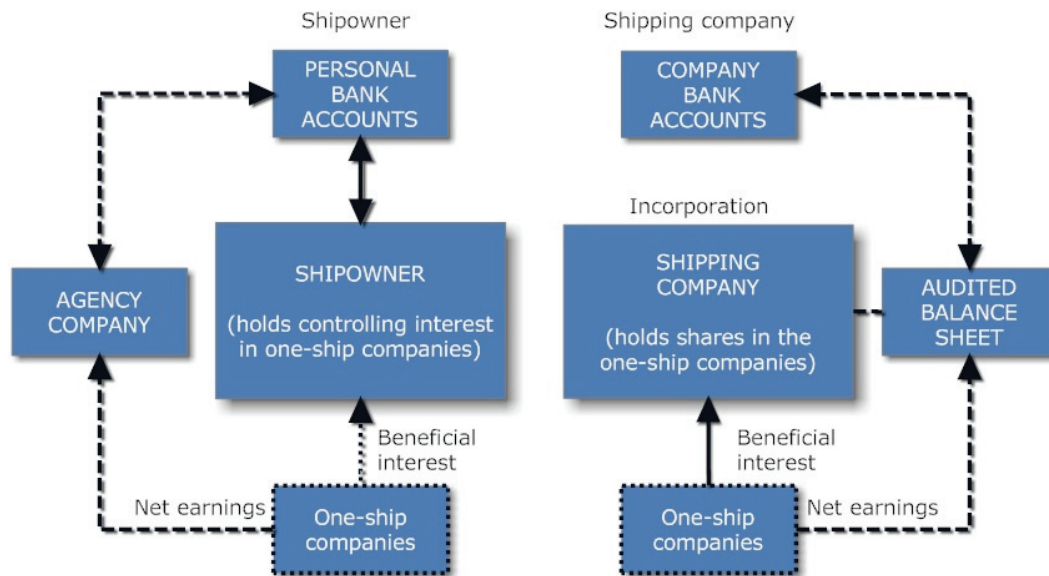 Shipowner
PERSONAL
BANK
ACCOUNTS
SHIPOWNER
(holds controlling interest
in one-ship companies)
AGENCY
COMPANY
Beneficial
interest
Net earnings
One-ship
companies
Shipping company
COMPANY
BANK
ACCOUNTS
Incorporation
SHIPPING
COMPANY
(holds shares in the
one-ship companies)
AUDITED
BALANCE
SHEET
Beneficial
interest
One-ship
companies
Net earnings